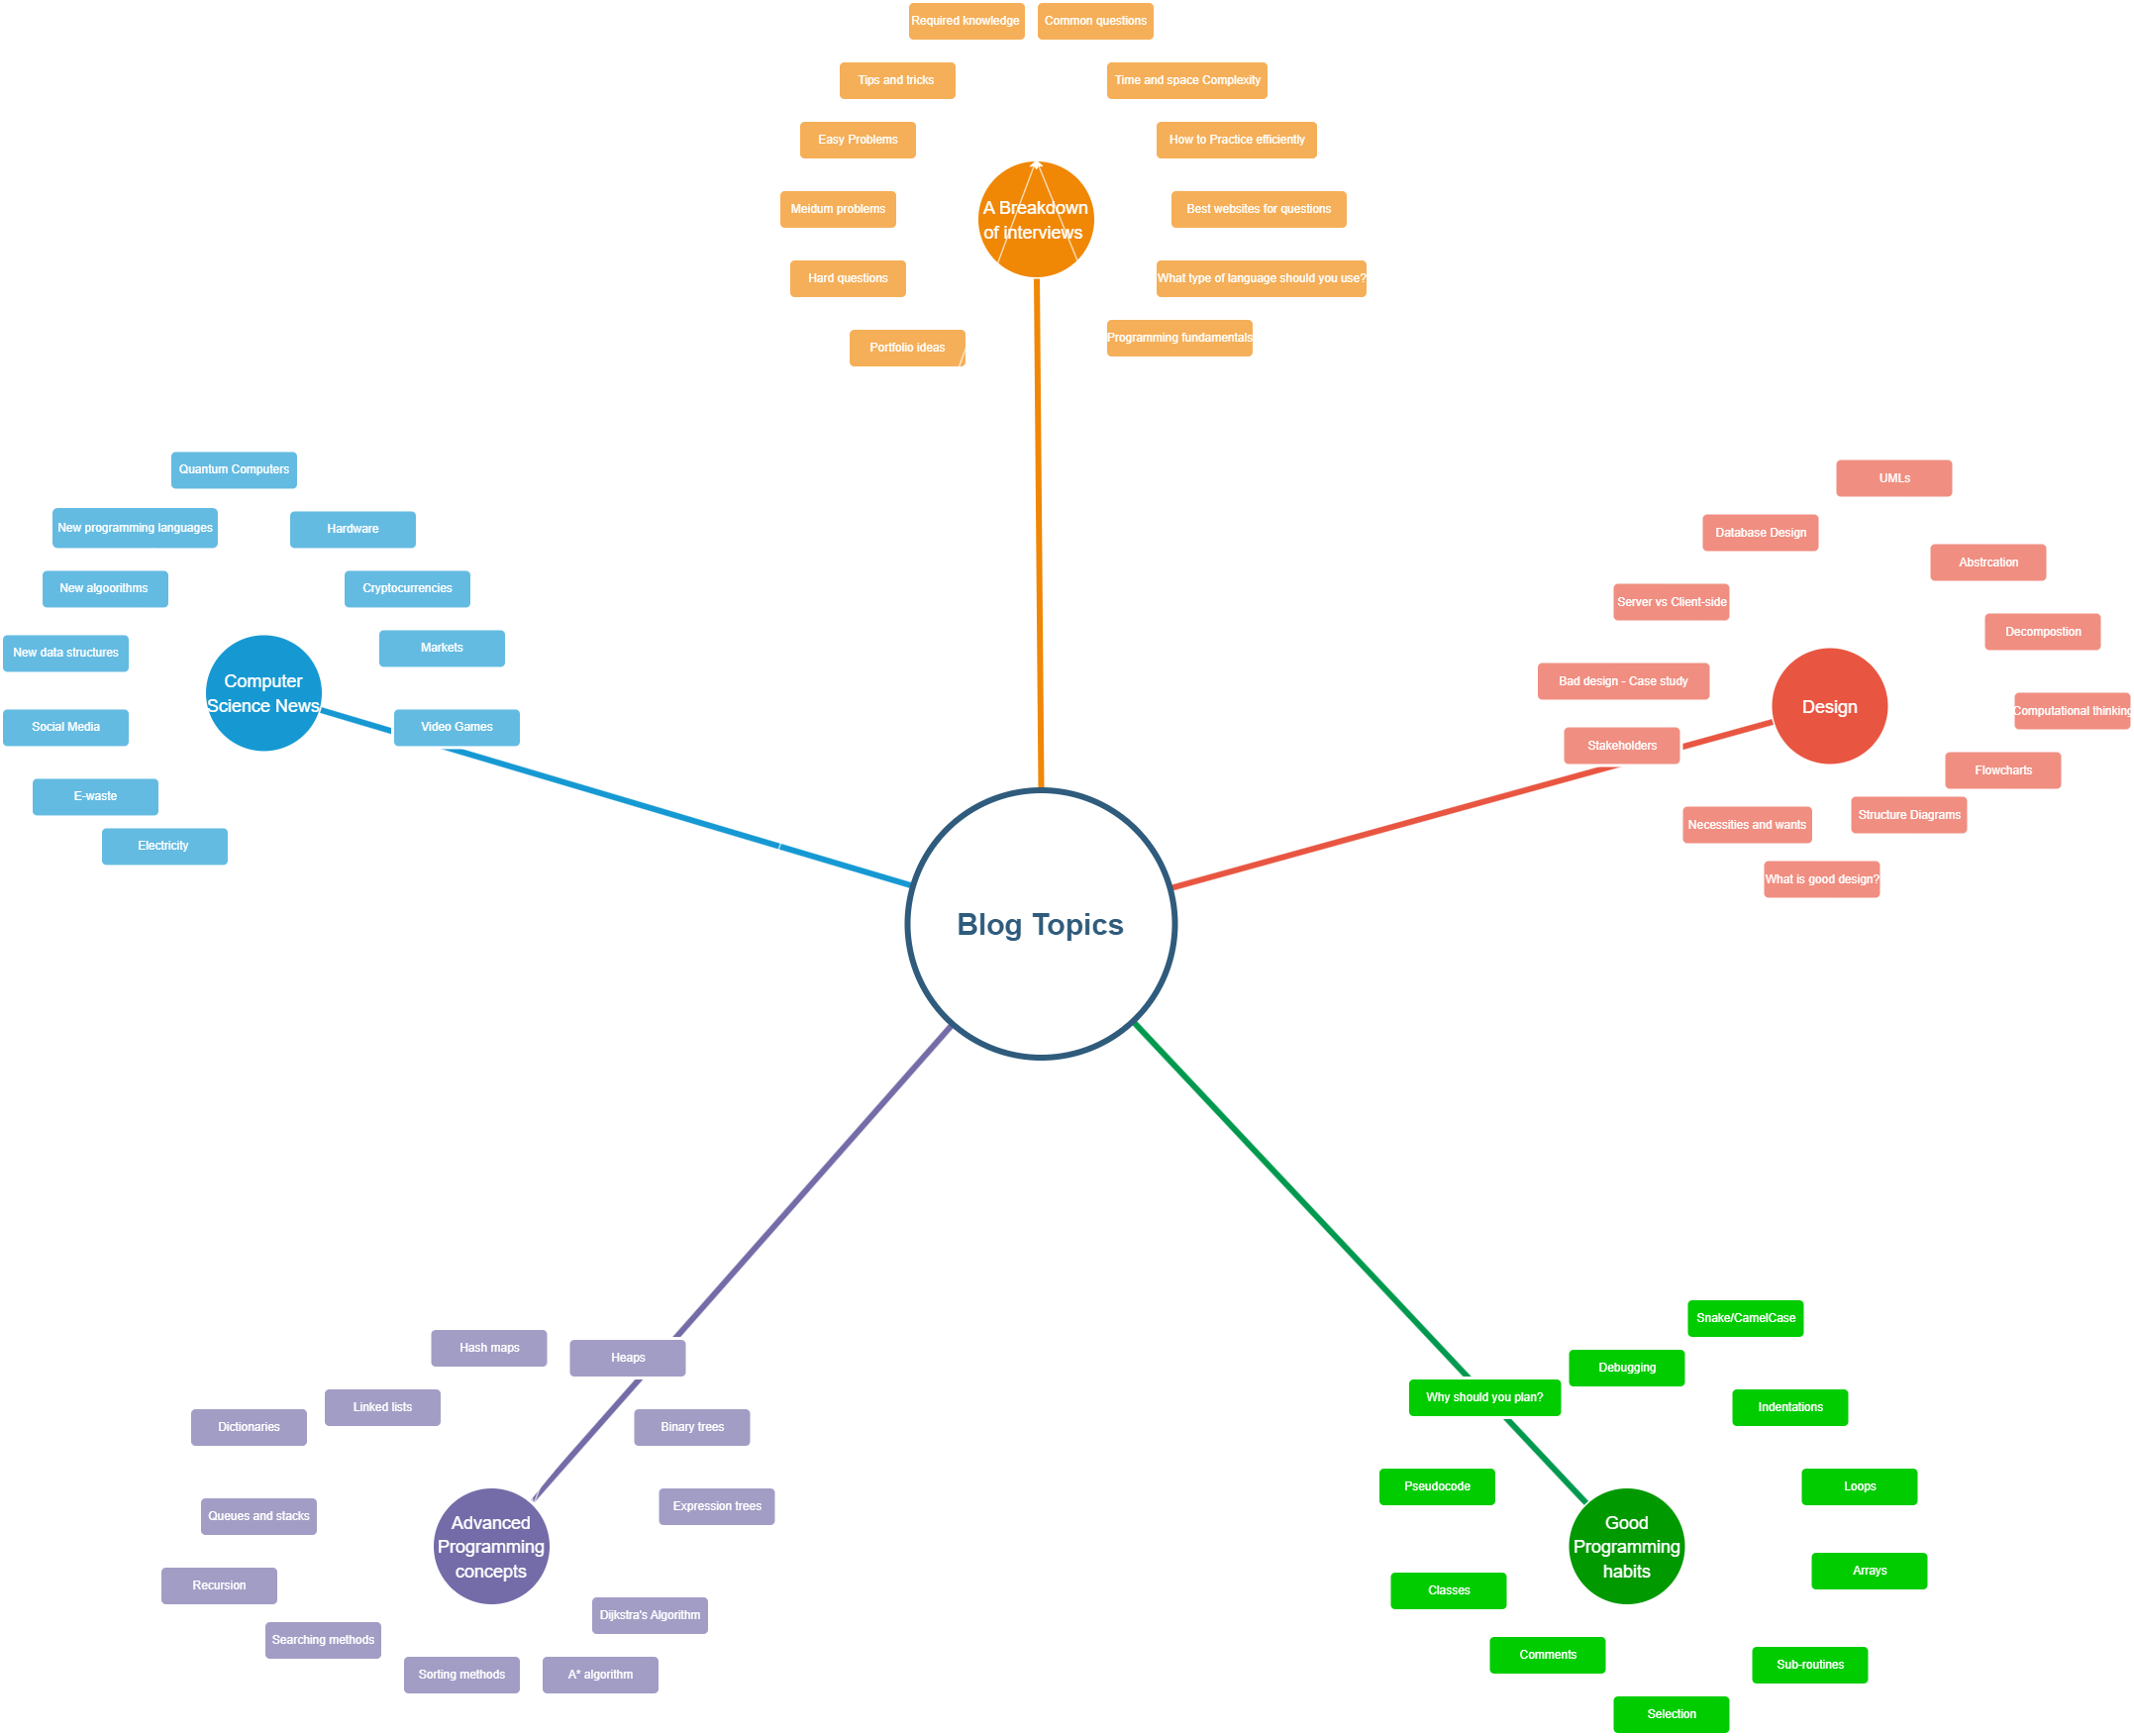 Required knowledge
Common questions
Tips and tricks
Time and space Complexity
Easy Problems
How to Practice efficiently
Meidum problems
A Breakdown
of interviews
Best websites for questions
Hard questions
What type of language should you use?
Portfolio ideas
Programming fundamentals
Quantum Computers
New programming languages
Hardware
New algoorithms
Cryptocurrencies
New data structures
Markets
Computer
Science News
Social Media
Video Games
E-waste
Electricity
UMLs
Database Design
Abstrcation
Server vs Client-side
Decompostion
Bad design - Case study
Design
Computational thinking
Stakeholders
Flowcharts
Necessities and wants
Structure Diagrams
What is good design?
Blog Topics
Hash maps
Heaps
Linked lists
Dictionaries
Binary trees
Queues and stacks
Expression trees
Advanced
Programming
concepts
Recursion
Dijkstra's Algorithm
Searching methods
Sorting methods
A* algorithm
Snake/CamelCase
Debugging
Why should you plan?
Indentations
Pseudocode
Loops
Good
Programming
habits
Classes
Arrays
Comments
Sub-routines
Selection